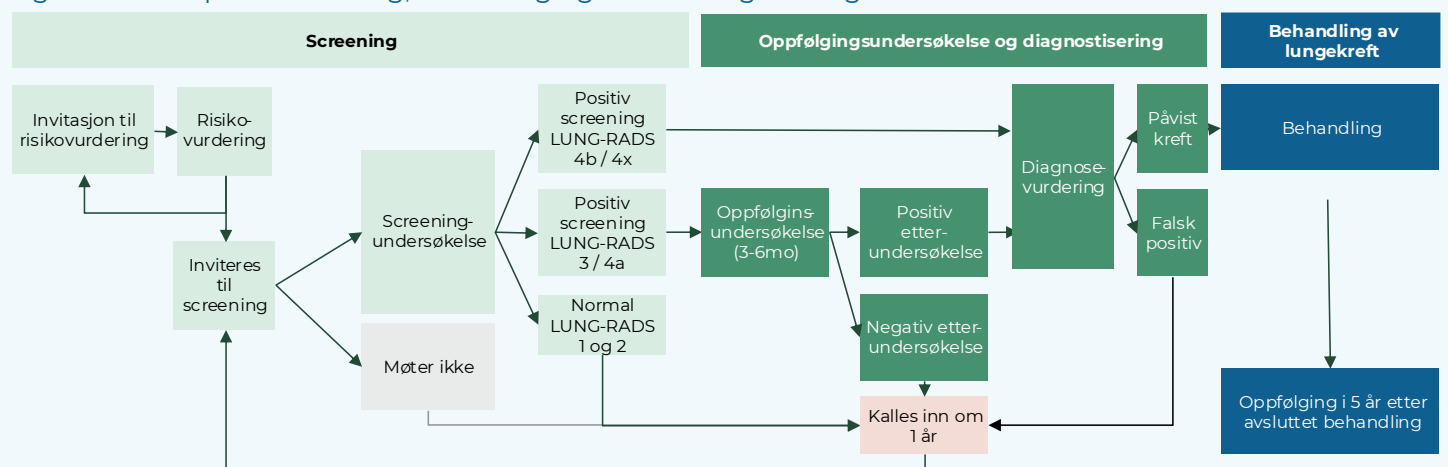 Screening
Oppfølgingsundersøkelse og diagnostisering
Behandling av
lungekreft
Invitasjon til
risikovurdering
Risiko-
vurdering
Inviteres
til
screening
Screening-
undersøkelse
Møter ikke
Positiv
screening
LUNG-RADS
4b / 4x
Positiv
screening
LUNG-RADS
3 / 4a
Normal
LUNG-RADS
1 og 2
Oppfølgins-
undersøkelse
(3-6mo)
Positiv
etter-
undersøkelse
Negativ etter-
undersøkelse
Kalles inn om
1 år
Diagnose-
vurdering
Påvist
kreft
Falsk
positiv
Behandling
Oppfølging i 5 år etter
avsluttet behandling